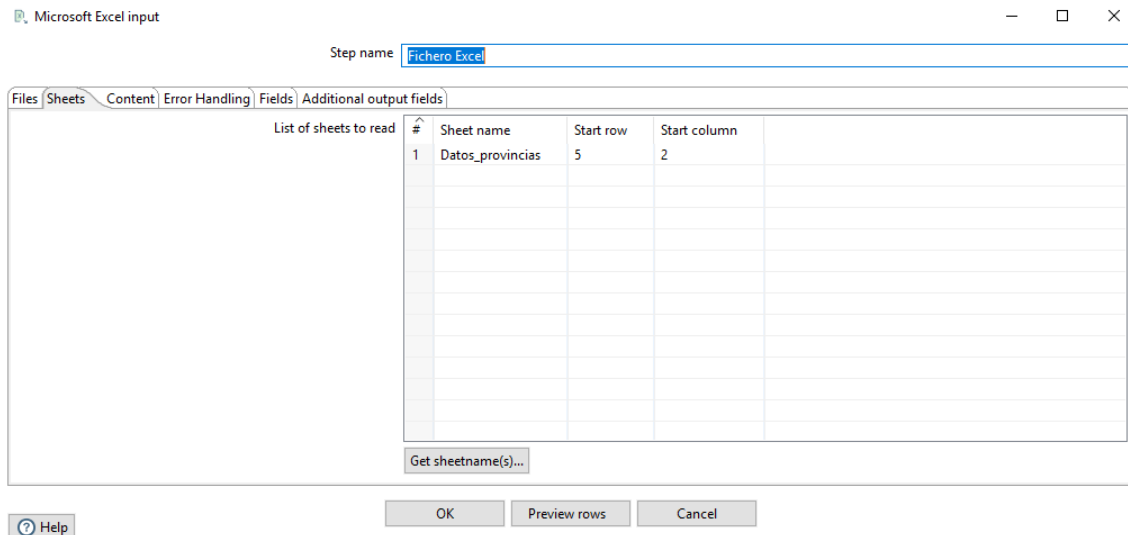 Microsoft Excel input
Step name Fichero Excel
Files Sheets Content Error Handling Fields Additional output fields
List of sheets to read # Sheet name Start row Start column
1 Datos_provincias 5 2
Get sheetname(s)...
OK Preview rows Cancel
? Help